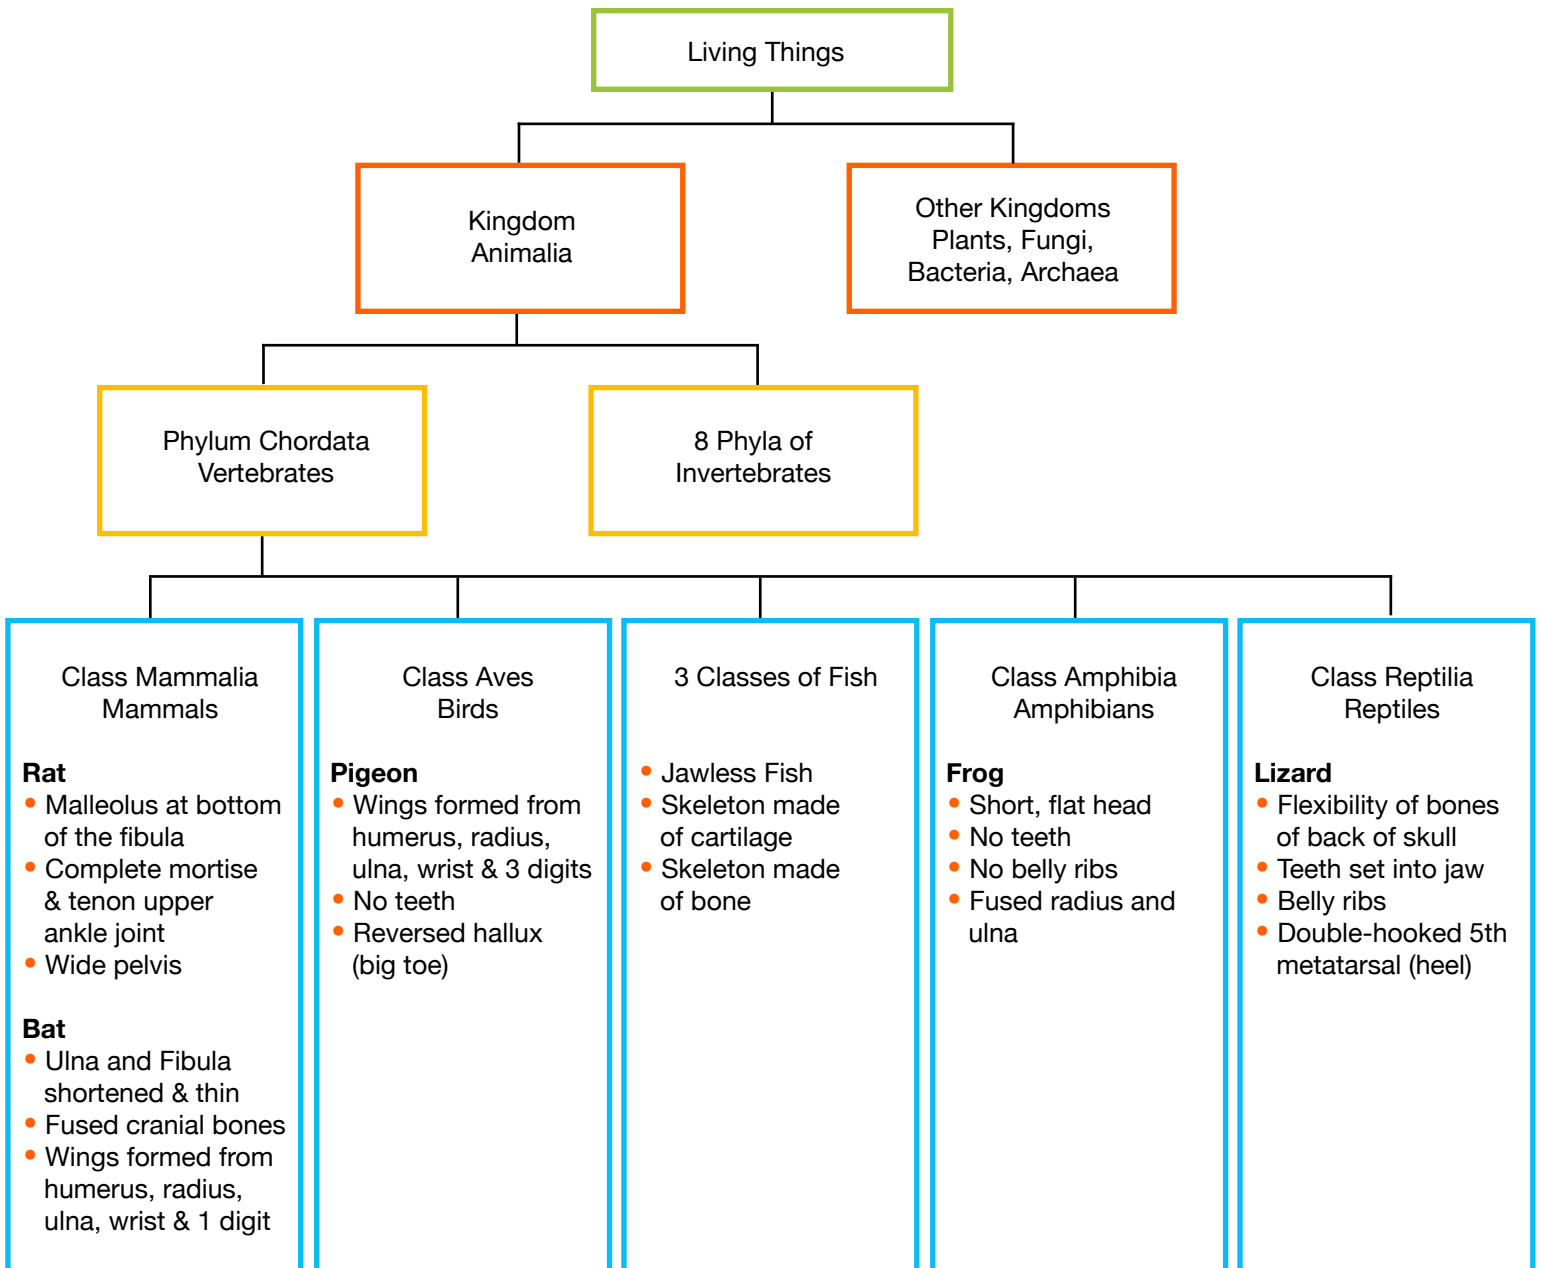 Living Things
Kingdom
Animalia
Other Kingdoms
Plants, Fungi,
Bacteria, Archaea
Phylum Chordata
Vertebrates
8 Phyla of
Invertebrates
Class Mammalia
Mammals
Rat
• Malleolus at bottom
of the fibula
• Complete mortise
& tenon upper
ankle joint
• Wide pelvis
Bat
• Ulna and Fibula
shortened & thin
• Fused cranial bones
• Wings formed from
humerus, radius,
ulna, wrist & 1 digit
Class Aves
Birds
Pigeon
• Wings formed from
humerus, radius,
ulna, wrist & 3 digits
• No teeth
• Reversed hallux
(big toe)
3 Classes of Fish
• Jawless Fish
• Skeleton made
of cartilage
• Skeleton made
of bone
Class Amphibia
Amphibians
Frog
• Short, flat head
• No teeth
• No belly ribs
• Fused radius and
ulna
Class Reptilia
Reptiles
Lizard
• Flexibility of bones
of back of skull
• Teeth set into jaw
• Belly ribs
• Double-hooked 5th
metatarsal (heel)